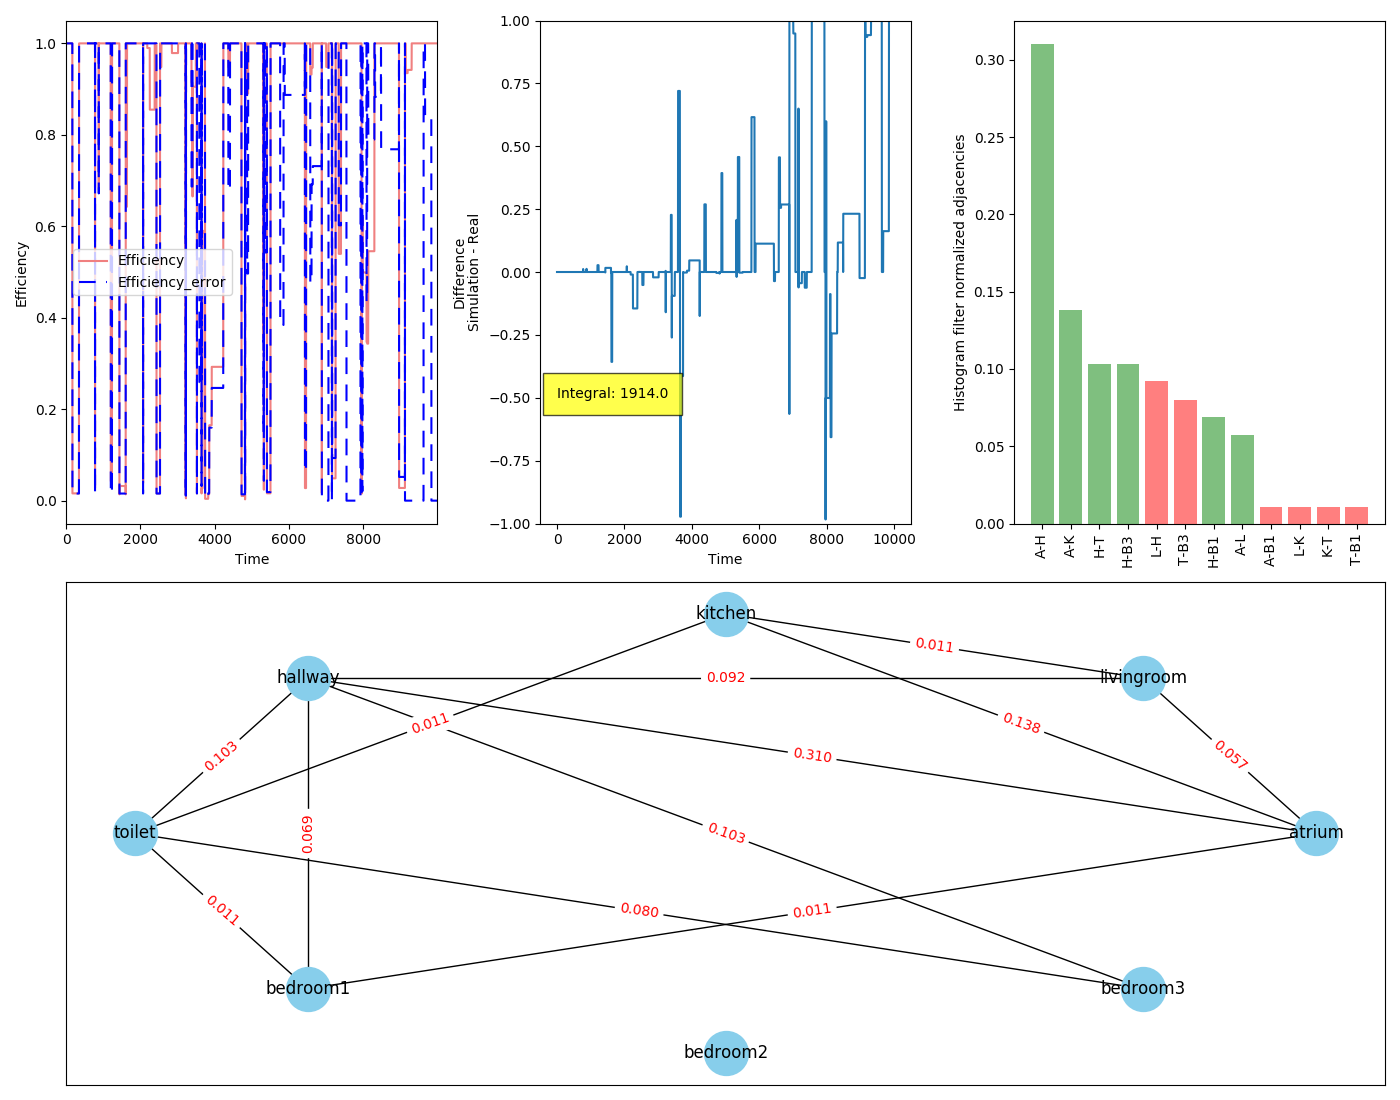 1.0
0.8
0.6
0.4
0.2
0.0
Efficiency
Efficiency
Efficiency_error
0
2000
4000
6000
8000
Time
1.00
0.75
0.50
0.25
0.00
−0.25
−0.50
−0.75
−1.00
Difference
Simulation - Real
Integral: 1914.0
0
2000
4000
6000
8000
10000
Time
0.30
0.25
0.20
0.15
0.10
0.05
0.00
Histogram filter normalized adjacencies
A-H
A-K
H-T
H-B3
L-H
T-B3
H-B1
A-L
A-B1
L-K
K-T
T-B1
kitchen
0.011
hallway
0.092
livingroom
0.011
0.138
0.103
0.310
0.057
toilet
0.069
0.103
atrium
0.011
0.080
0.011
bedroom1
bedroom3
bedroom2